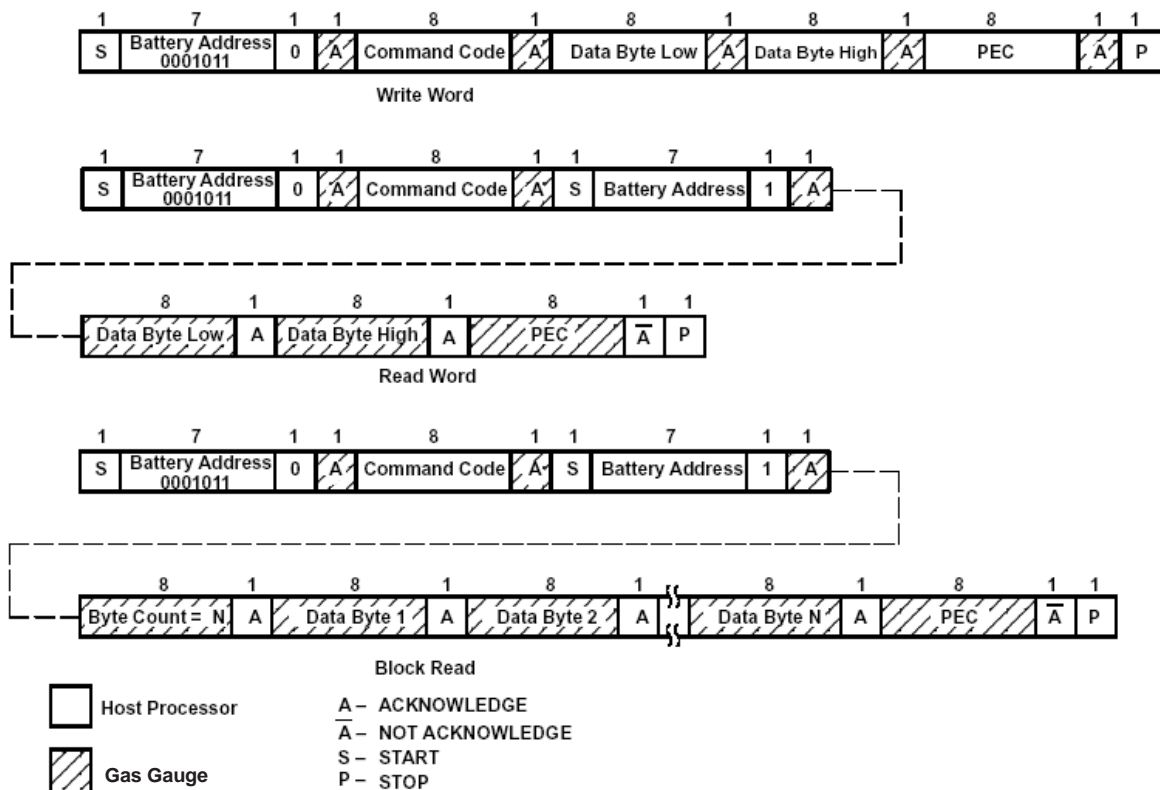 1 7 1 1 8 1 8 1 8 1 8 1 1
S Battery Address 0001011 0 A Command Code A Data Byte Low A Data Byte High A PEC A P
Write Word
1 7 1 1 8 1 1 7 1 1
S Battery Address 0001011 0 A Command Code A S Battery Address 1 A
8 1 8 1 8 1 1
Data Byte Low A Data Byte High A PEC A̅ P
Read Word
1 7 1 1 8 1 1 7 1 1
S Battery Address 0001011 0 A Command Code A S Battery Address 1 A
8 1 8 1 8 1 8 1 8 1 1
Byte Count = N A Data Byte 1 A Data Byte 2 A Data Byte N A PEC A̅ P
Block Read
Host Processor
Gas Gauge
A – ACKNOWLEDGE
A̅ – NOT ACKNOWLEDGE
S – START
P – STOP